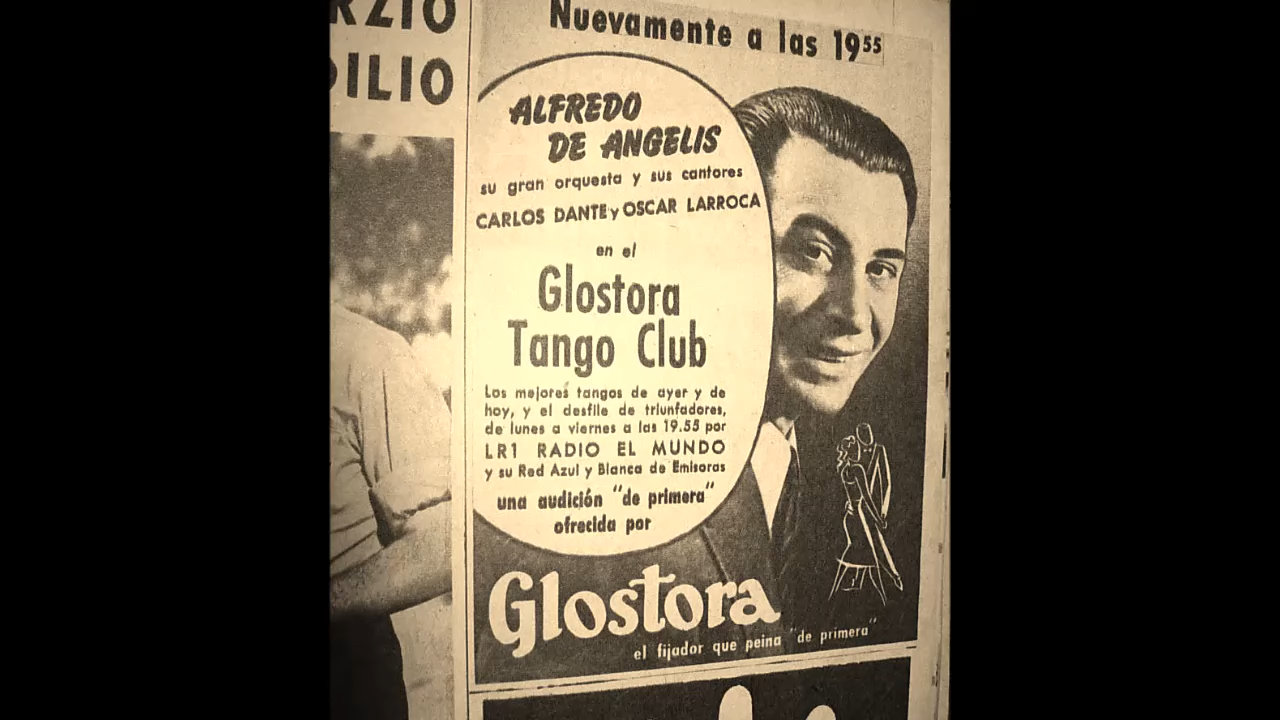 RZIO
DILIO
Nuevamente a las 19⁵⁵
ALFREDO
DE ANGELIS
su gran orquesta y sus cantores
CARLOS DANTE y OSCAR LARROCA
en el
Glostora
Tango Club
Los mejores tangos de ayer y de
hoy, y el desfile de triunfadores,
de lunes a viernes a las 19.55 por
LR1 RADIO EL MUNDO
y su Red Azul y Blanca de Emisoras
una audición "de primera"
ofrecida por
Glostora
el fijador que peina "de primera"